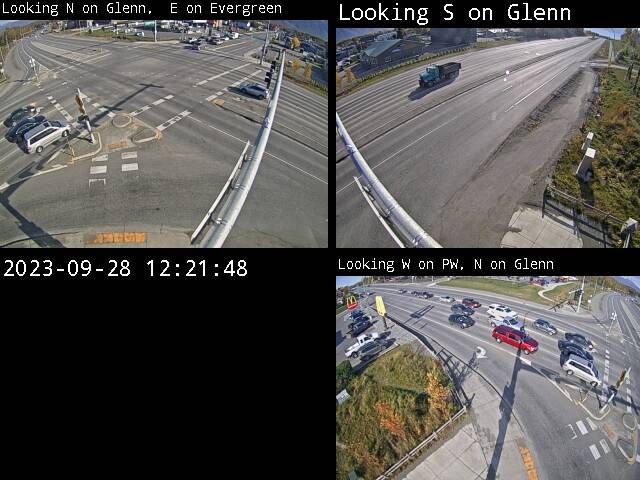 Looking N on Glenn, E on Evergreen
Looking S on Glenn
2023-09-28 12:21:48
Looking W on PW, N on Glenn